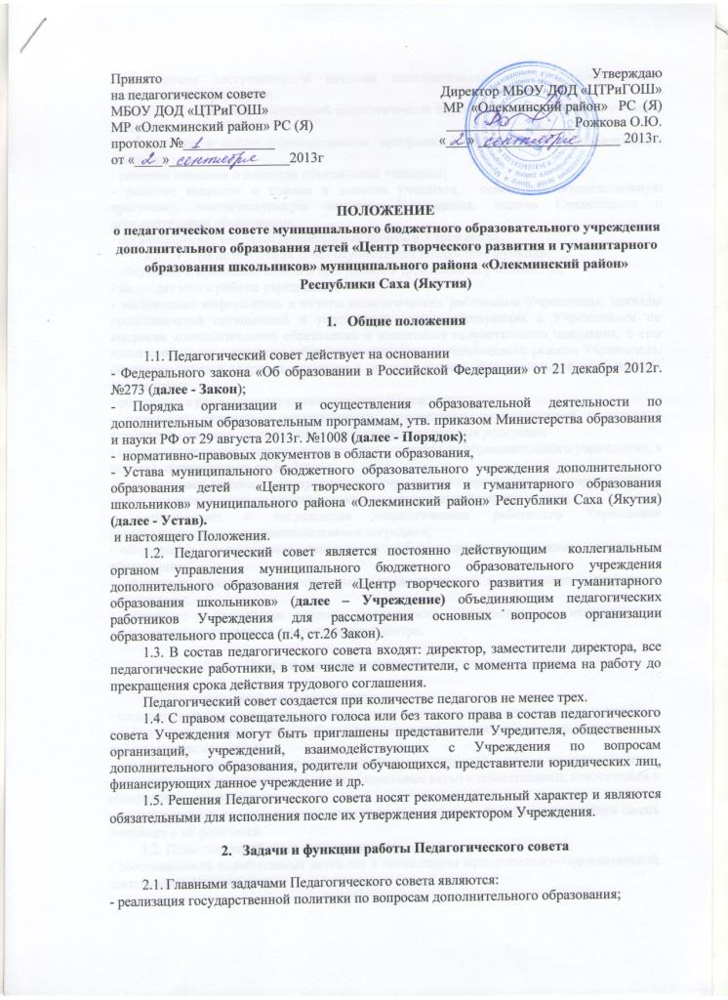 Принято
на педагогическом совете
МБОУ ДОД «ЦТРиГОШ»
МР «Олекминский район» РС (Я)
протокол № 1
от « 2 » сентября 2013г
Утверждаю
Директор МБОУ ДОД «ЦТРиГОШ»
МР «Олекминский район» РС (Я)
Рожкова О.Ю.
« 2 » сентября 2013г.
ПОЛОЖЕНИЕ
о педагогическом совете муниципального бюджетного образовательного учреждения
дополнительного образования детей «Центр творческого развития и гуманитарного
образования школьников» муниципального района «Олекминский район»
Республики Саха (Якутия)
1. Общие положения
1.1. Педагогический совет действует на основании
- Федерального закона «Об образовании в Российской Федерации» от 21 декабря 2012г.
№273 (далее - Закон);
- Порядка организации и осуществления образовательной деятельности по
дополнительным образовательным программам, утв. приказом Министерства образования
и науки РФ от 29 августа 2013г. №1008 (далее - Порядок);
- нормативно-правовых документов в области образования,
- Устава муниципального бюджетного образовательного учреждения дополнительного
образования детей «Центр творческого развития и гуманитарного образования
школьников» муниципального района «Олекминский район» Республики Саха (Якутия)
(далее - Устав).
и настоящего Положения.
1.2. Педагогический совет является постоянно действующим коллегиальным
органом управления муниципального бюджетного образовательного учреждения
дополнительного образования детей «Центр творческого развития и гуманитарного
образования школьников» (далее – Учреждение) объединяющим педагогических
работников Учреждения для рассмотрения основных вопросов организации
образовательного процесса (п.4, ст.26 Закон).
1.3. В состав педагогического совета входят: директор, заместители директора, все
педагогические работники, в том числе и совместители, с момента приема на работу до
прекращения срока действия трудового соглашения.
Педагогический совет создается при количестве педагогов не менее трех.
1.4. С правом совещательного голоса или без такого права в состав педагогического
совета Учреждения могут быть приглашены представители Учредителя, общественных
организаций, учреждений, взаимодействующих с Учреждения по вопросам
дополнительного образования, родители обучающихся, представители юридических лиц,
финансирующих данное учреждение и др.
1.5. Решения Педагогического совета носят рекомендательный характер и являются
обязательными для исполнения после их утверждения директором Учреждения.
2. Задачи и функции работы Педагогического совета
2.1. Главными задачами Педагогического совета являются:
- реализация государственной политики по вопросам дополнительного образования;